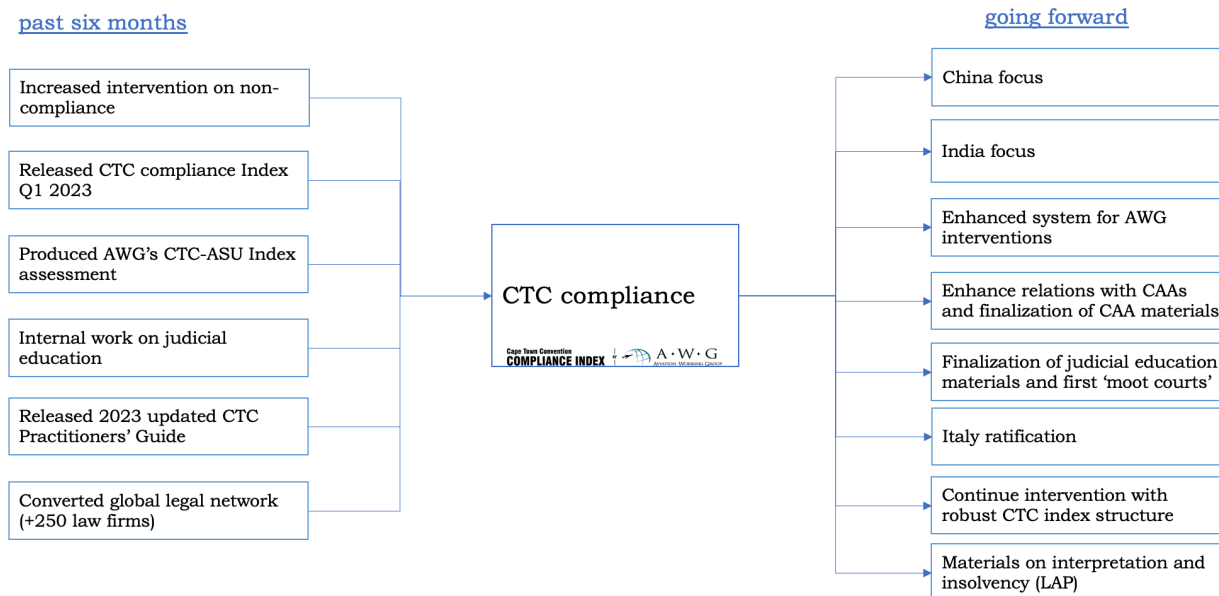 past six months
going forward
Increased intervention on non-
compliance
Released CTC compliance Index
Q1 2023
Produced AWG's CTC-ASU Index
assessment
Internal work on judicial
education
Released 2023 updated CTC
Practitioners' Guide
Converted global legal network
(+250 law firms)
CTC compliance
Cape Town Convention
COMPLIANCE INDEX
A·W·G
AVIATION WORKING GROUP
China focus
India focus
Enhanced system for AWG
interventions
Enhance relations with CAAs
and finalization of CAA materials
Finalization of judicial education
materials and first 'moot courts'
Italy ratification
Continue intervention with
robust CTC index structure
Materials on interpretation and
insolvency (LAP)